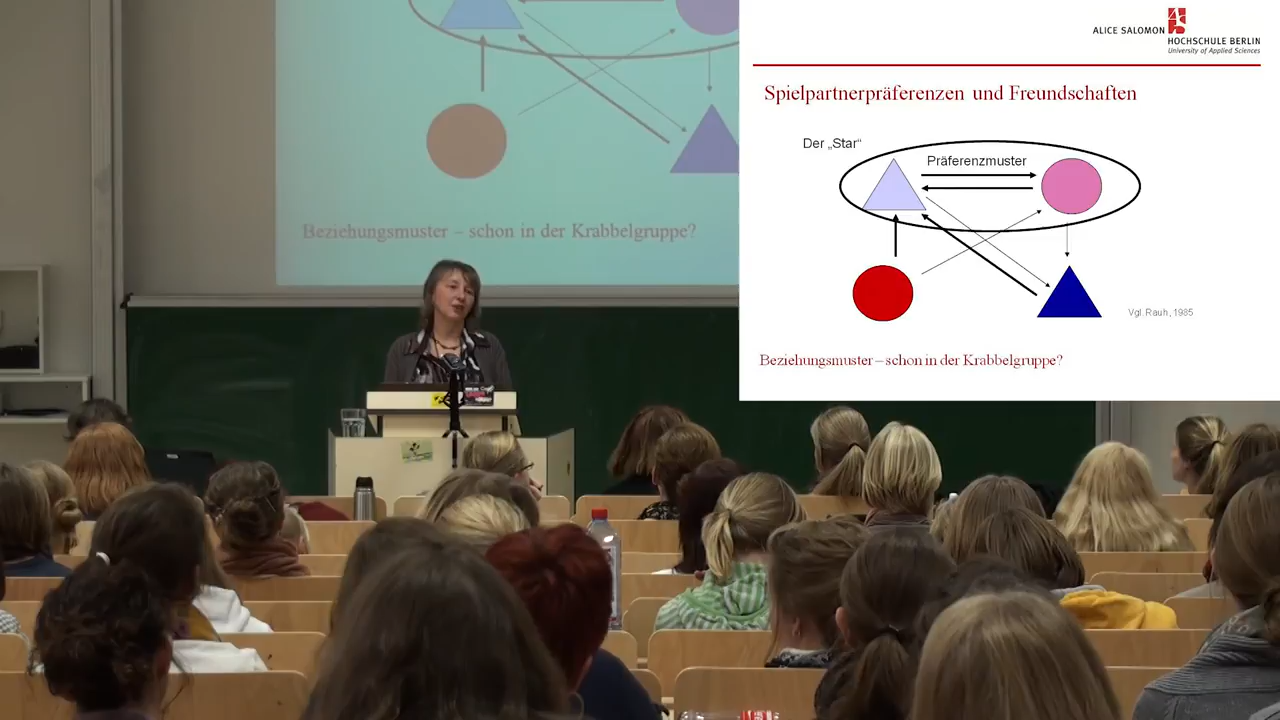 ALICE SALOMON
HOCHSCHULE BERLIN
University of Applied Sciences
Spielpartnerpräferenzen und Freundschaften
Der „Star“
Präferenzmuster
Vgl. Rauh, 1985
Beziehungsmuster – schon in der Krabbelgruppe?
Beziehungsmuster – schon in der Krabbelgruppe?